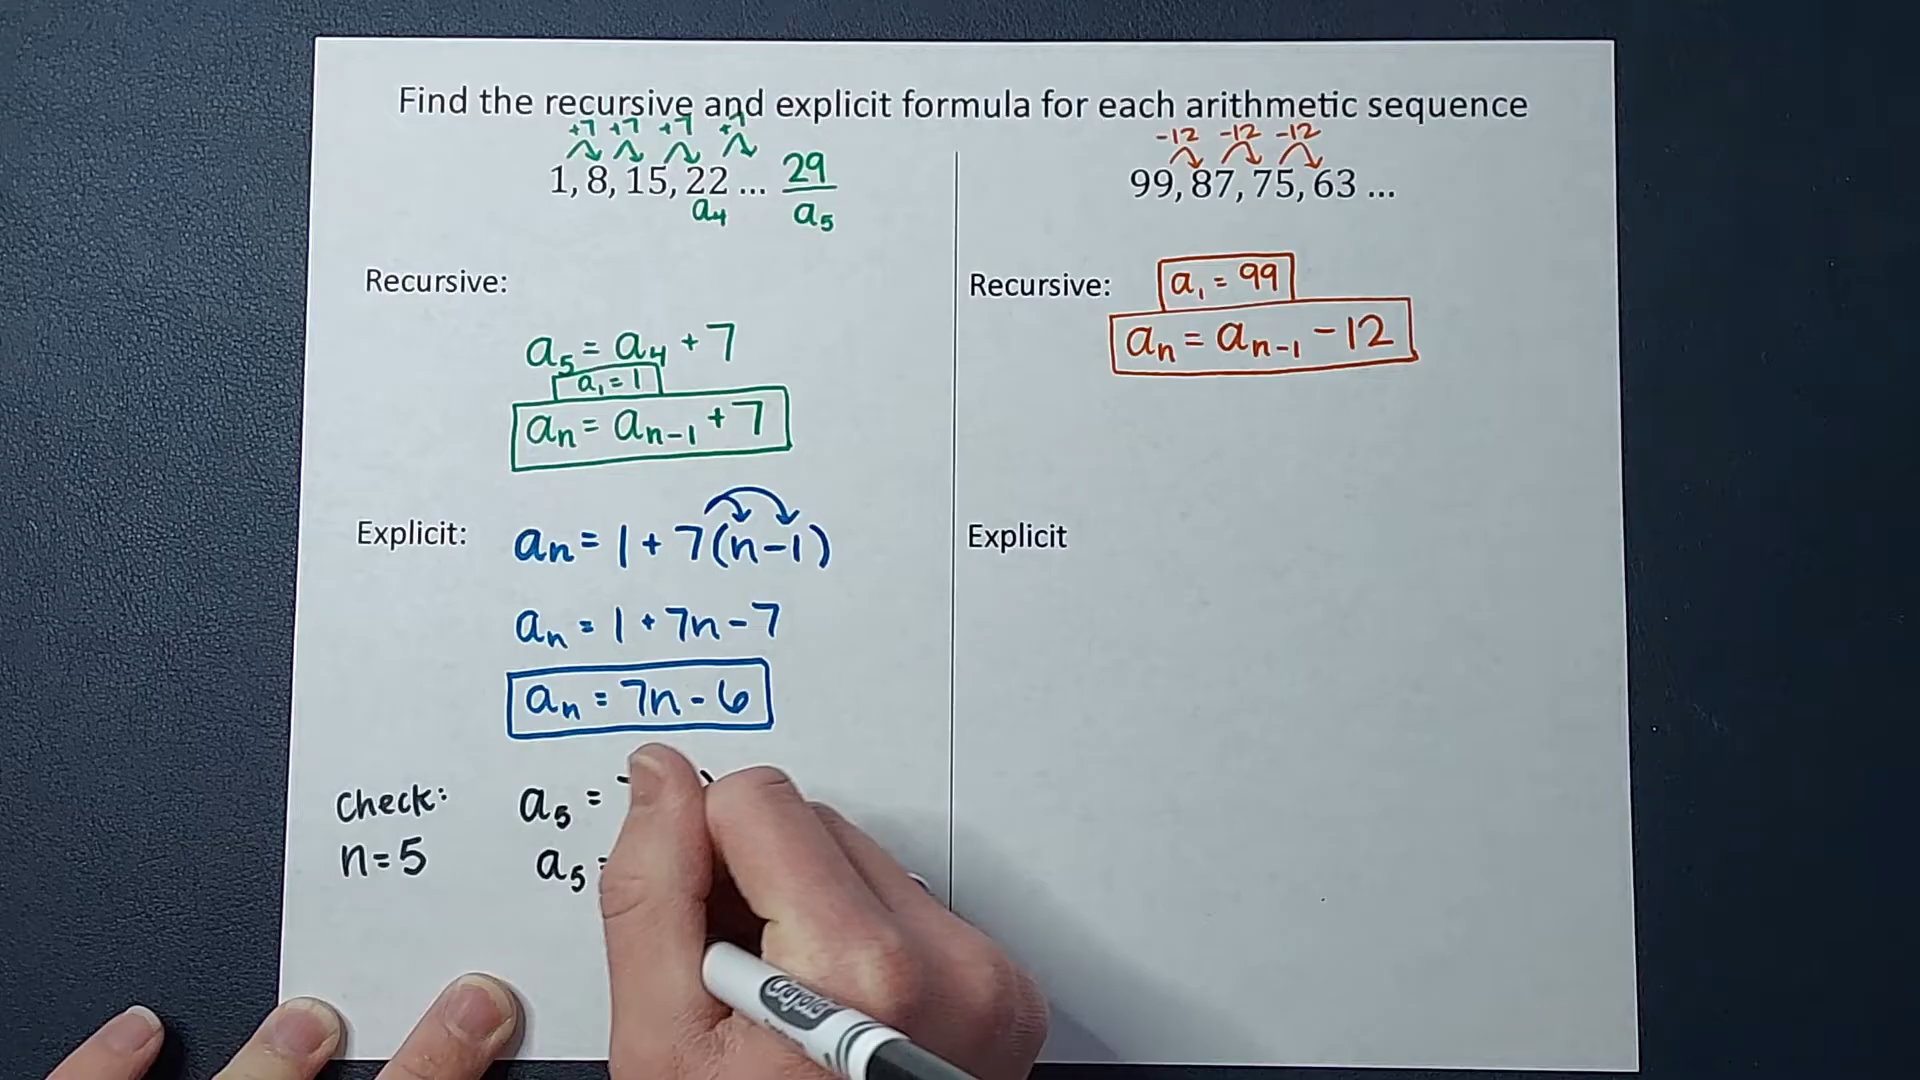 Find the recursive and explicit formula for each arithmetic sequence
+7 +7 +7 +7
1, 8, 15, 22 ... 29
a4 a5
Recursive:
a5 = a4 + 7
a1 = 1
an = an-1 + 7
Explicit: an = 1 + 7(n-1)
an = 1 + 7n - 7
an = 7n - 6
Check: a5 =
n=5 a5
-12 -12 -12
99, 87, 75, 63 ...
Recursive: a1 = 99
an = an-1 - 12
Explicit
Crayola